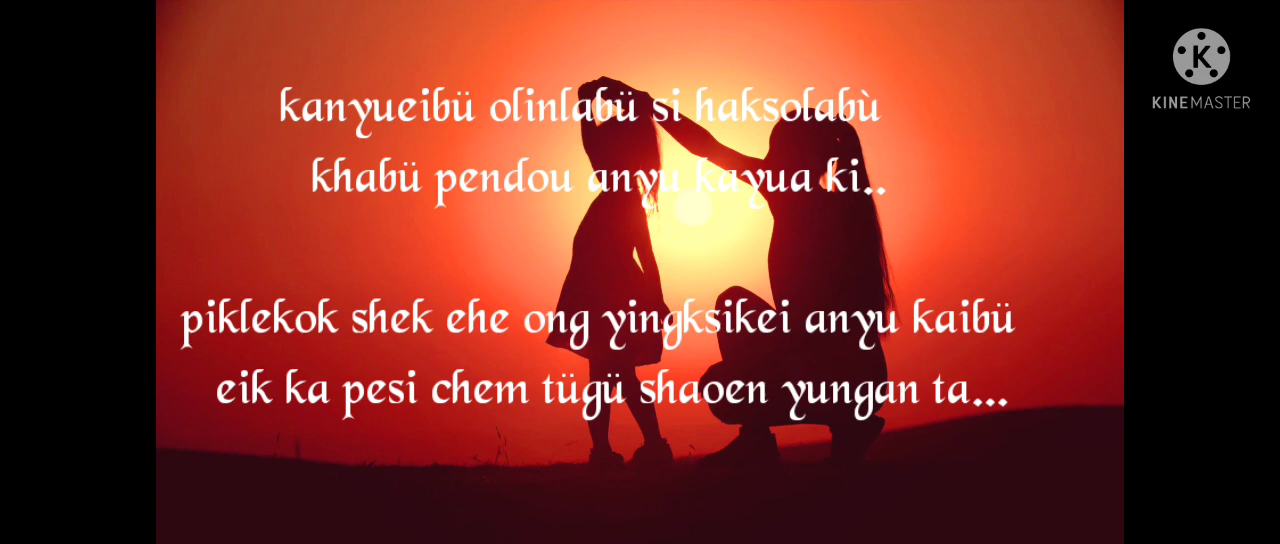 kanyueibü olinlabü si haksolabù
khabü pendou anyu kayua ki..
piklekok shek ehe ong yingksikei anyu kaibü
eik ka pesi chem tügü shaoen yungan ta...
KINEMASTER